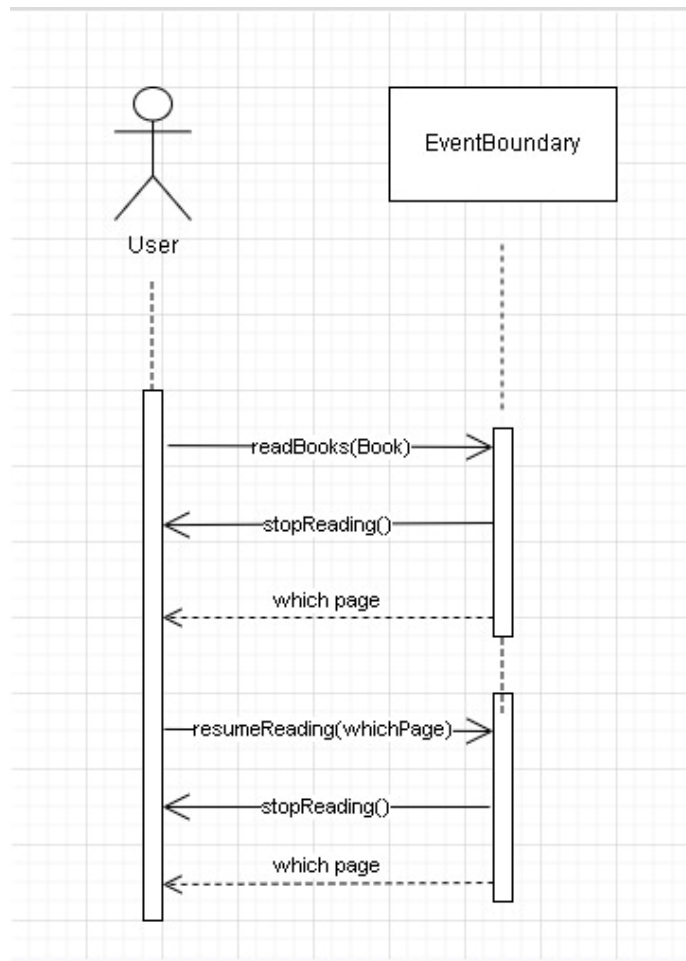 EventBoundary
User
readBooks(Book)
stopReading()
which page
resumeReading(whichPage)
stopReading()
which page